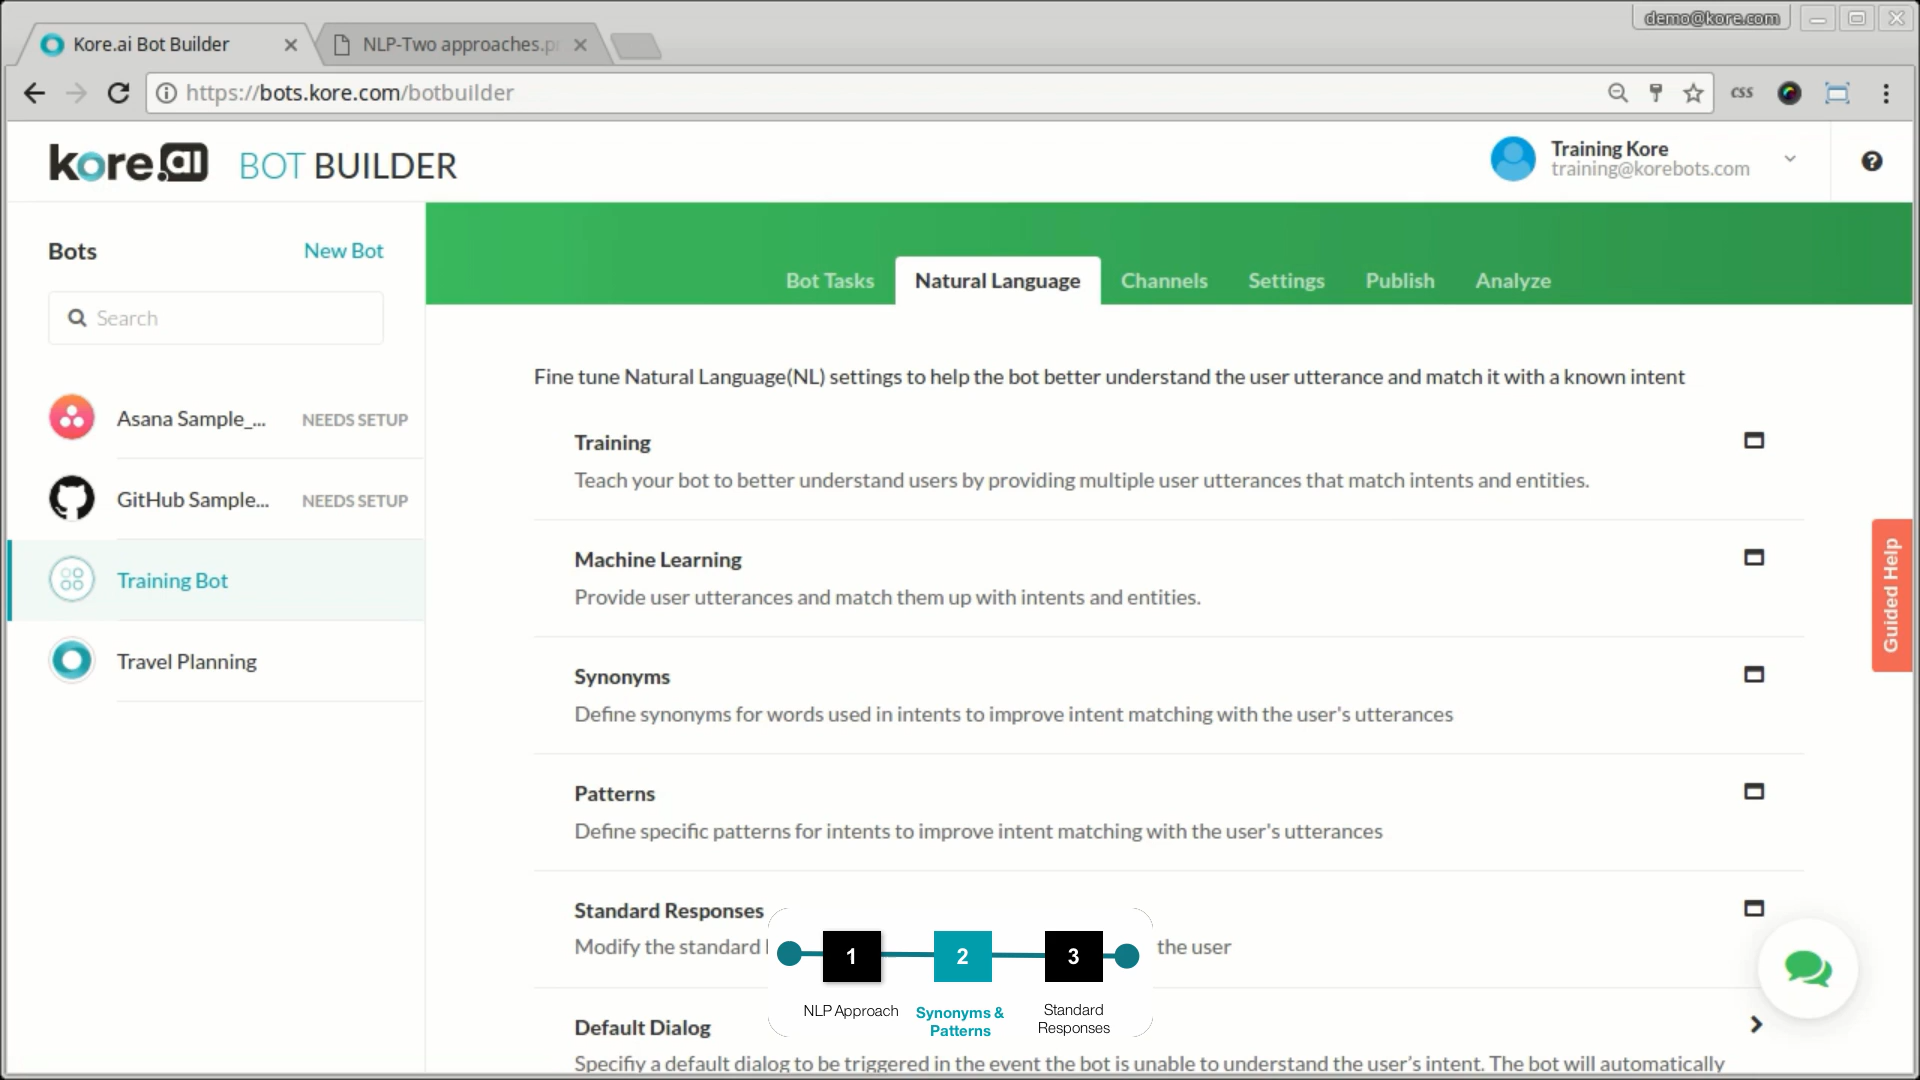 demo@kore.com
Kore.ai Bot Builder
NLP-Two approaches.p
https://bots.kore.com/botbuilder
css
kore.ai BOT BUILDER
Training Kore
training@korebots.com
Bots New Bot
Search
Asana Sample_... NEEDS SETUP
GitHub Sample... NEEDS SETUP
Training Bot
Travel Planning
Bot Tasks Natural Language Channels Settings Publish Analyze
Fine tune Natural Language(NL) settings to help the bot better understand the user utterance and match it with a known intent
Training
Teach your bot to better understand users by providing multiple user utterances that match intents and entities.
Machine Learning
Provide user utterances and match them up with intents and entities.
Synonyms
Define synonyms for words used in intents to improve intent matching with the user's utterances
Patterns
Define specific patterns for intents to improve intent matching with the user's utterances
Standard Responses
Modify the standard the user
Default Dialog
Specifiy a default dialog to be triggered in the event the bot is unable to understand the user's intent. The bot will automatically
1 2 3
NLP Approach
Synonyms &
Patterns
Standard
Responses
Guided Help